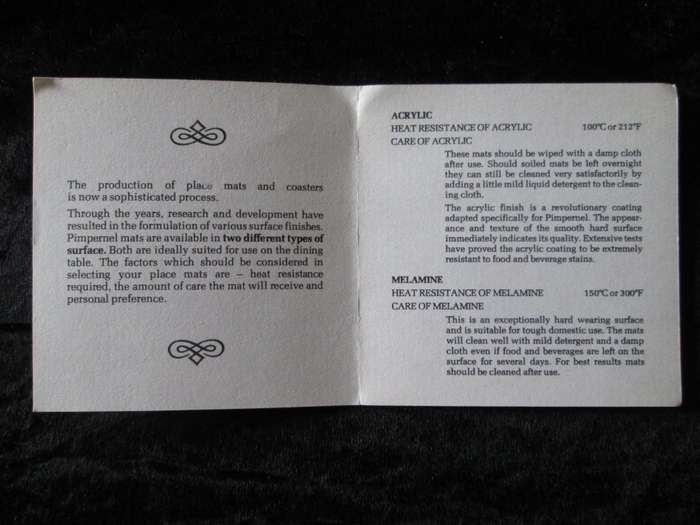 The production of place mats and coasters
is now a sophisticated process.
Through the years, research and development have
resulted in the formulation of various surface finishes.
Pimpernel mats are available in two different types of
surface. Both are ideally suited for use on the dining
table. The factors which should be considered in
selecting your place mats are – heat resistance
required, the amount of care the mat will receive and
personal preference.
ACRYLIC
HEAT RESISTANCE OF ACRYLIC 100°C or 212°F
CARE OF ACRYLIC
These mats should be wiped with a damp cloth
after use. Should soiled mats be left overnight
they can still be cleaned very satisfactorily by
adding a little mild liquid detergent to the clean-
ing cloth.
The acrylic finish is a revolutionary coating
adapted specifically for Pimpernel. The appear-
ance and texture of the smooth hard surface
immediately indicates its quality. Extensive tests
have proved the acrylic coating to be extremely
resistant to food and beverage stains.
MELAMINE
HEAT RESISTANCE OF MELAMINE 150°C or 300°F
CARE OF MELAMINE
This is an exceptionally hard wearing surface
and is suitable for tough domestic use. The mats
will clean well with mild detergent and a damp
cloth even if food and beverages are left on the
surface for several days. For best results mats
should be cleaned after use.